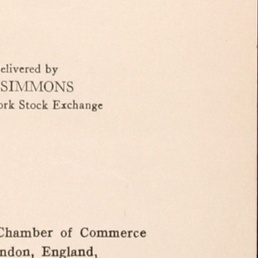 elivered by
SIMMONS
ork Stock Exchange
Chamber of Commerce
ndon, England,